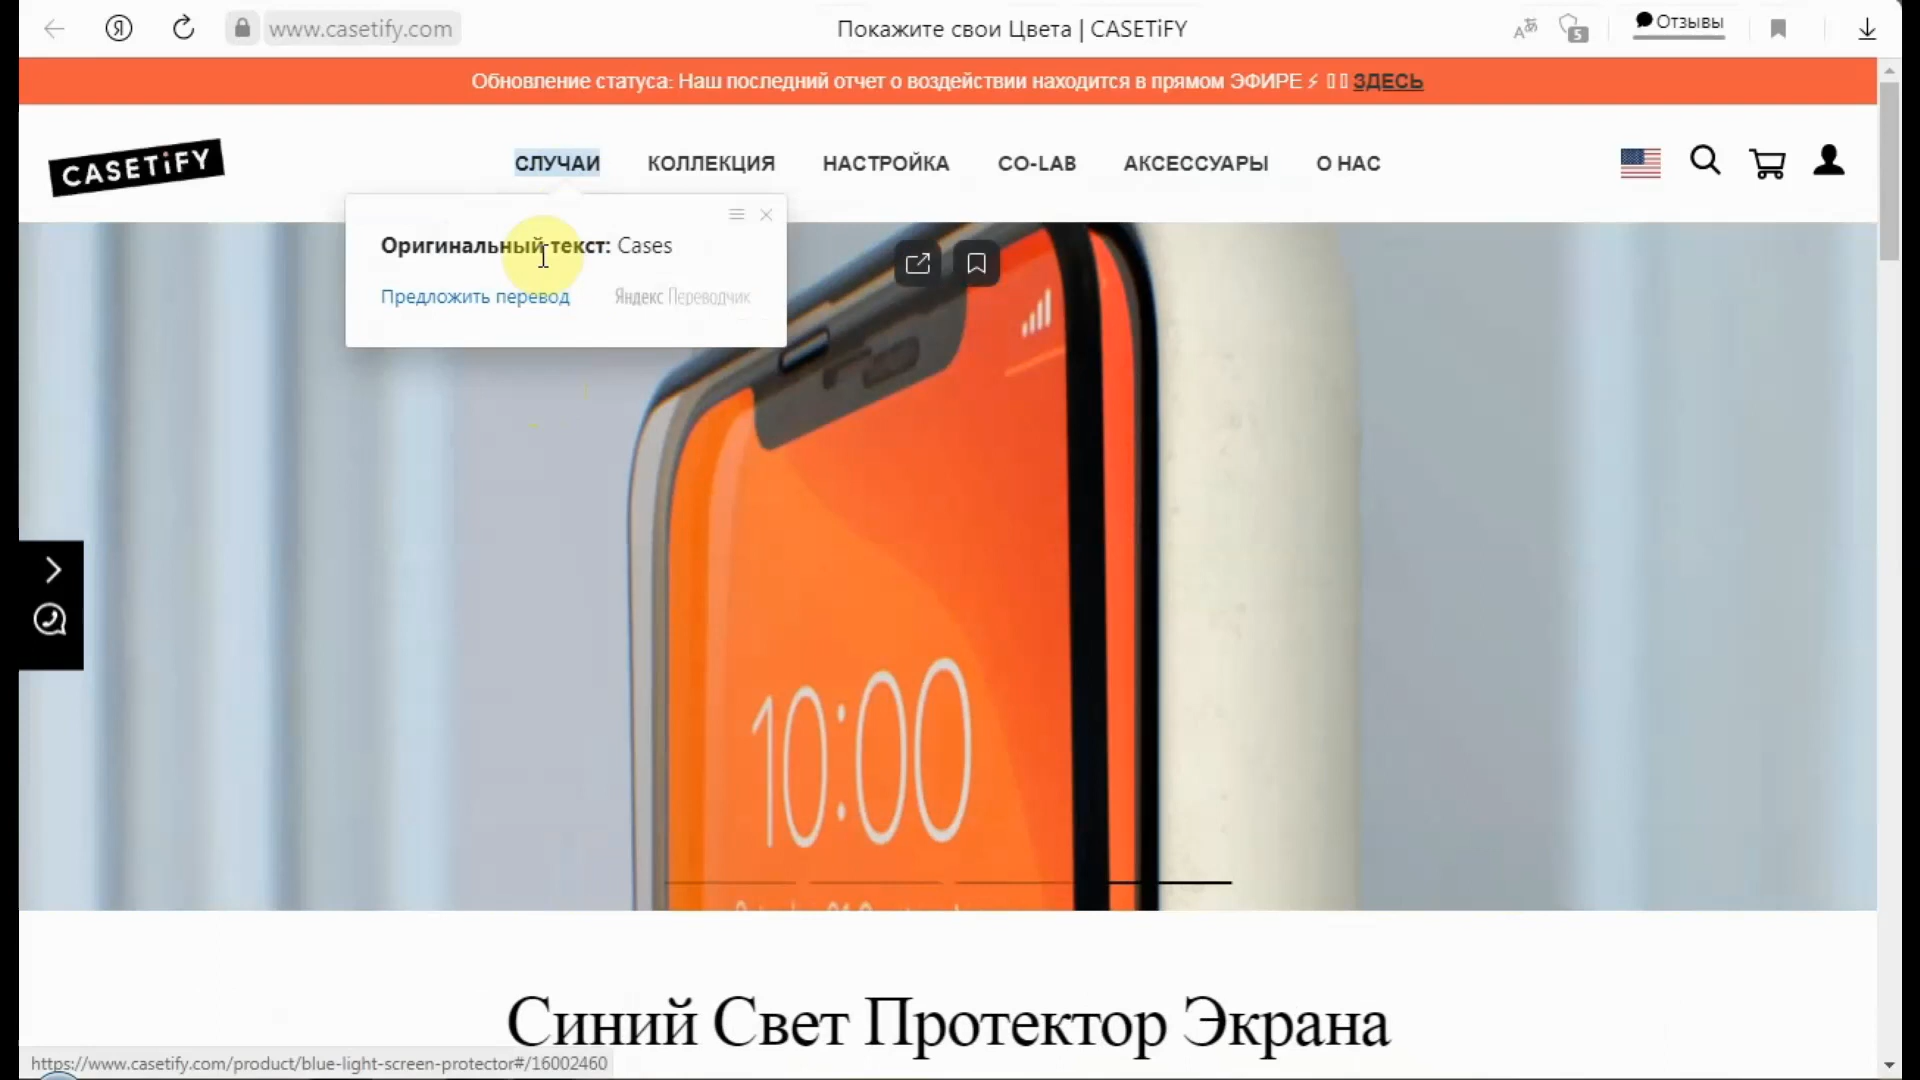 www.casetify.com
Покажите свои Цвета | CASETiFY
5
Отзывы
Обновление статуса: Наш последний отчет о воздействии находится в прямом ЭФИРЕ⚡ ЗДЕСЬ
CASETiFY
СЛУЧАИ
КОЛЛЕКЦИЯ
НАСТРОЙКА
CO-LAB
АКСЕССУАРЫ
О НАС
Оригинальный текст: Cases
Предложить перевод
Яндекс Переводчик
10:00
Синий Свет Протектор Экрана
https://www.casetify.com/product/blue-light-screen-protector#/16002460